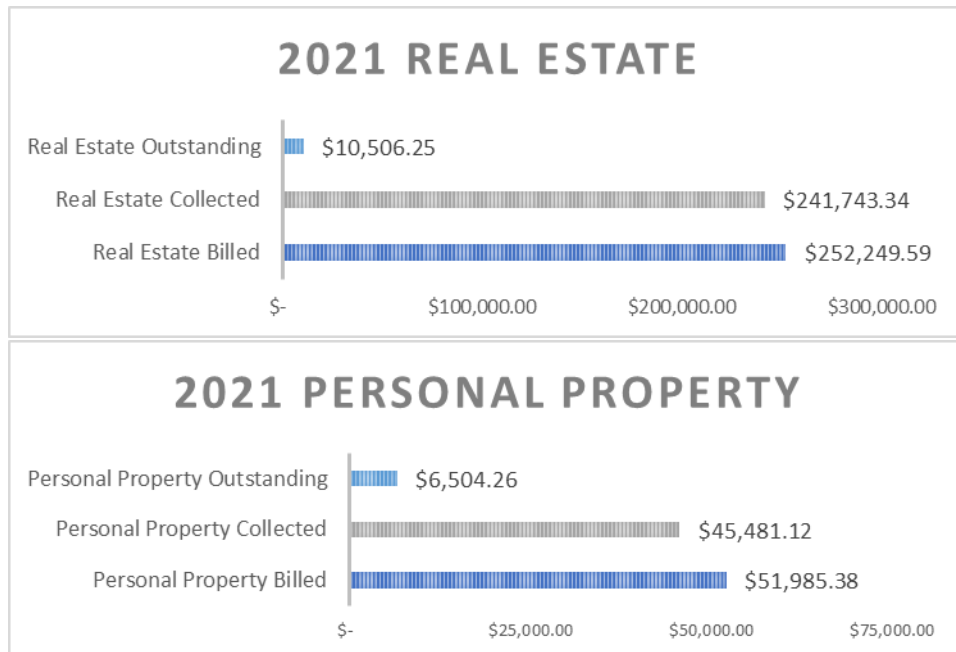 2021 REAL ESTATE
Real Estate Outstanding $10,506.25
Real Estate Collected $241,743.34
Real Estate Billed $252,249.59
$- $100,000.00 $200,000.00 $300,000.00
2021 PERSONAL PROPERTY
Personal Property Outstanding $6,504.26
Personal Property Collected $45,481.12
Personal Property Billed $51,985.38
$- $25,000.00 $50,000.00 $75,000.00